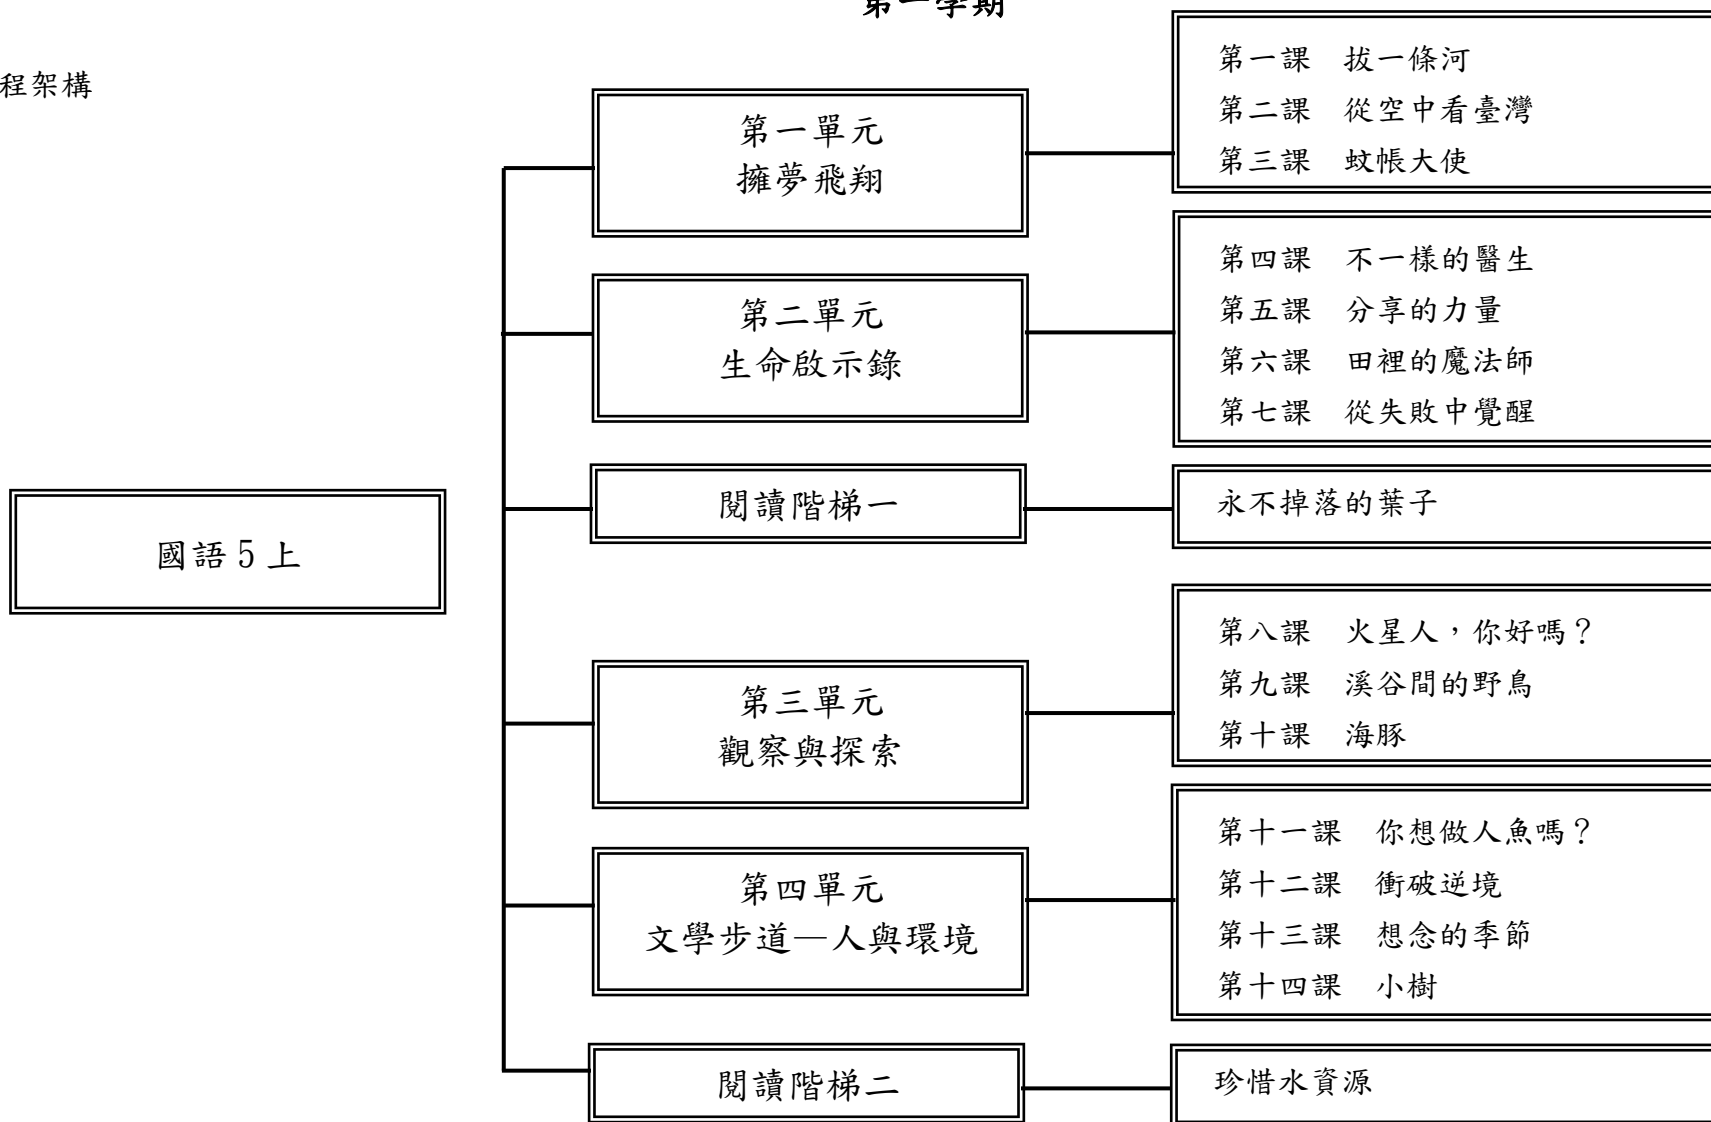 第一學期
程架構
國語5上
第一單元
擁夢飛翔
第一課　拔一條河
第二課　從空中看臺灣
第三課　蚊帳大使
第二單元
生命啟示錄
第四課　不一樣的醫生
第五課　分享的力量
第六課　田裡的魔法師
第七課　從失敗中覺醒
閱讀階梯一
永不掉落的葉子
第三單元
觀察與探索
第八課　火星人，你好嗎？
第九課　溪谷間的野鳥
第十課　海豚
第四單元
文學步道—人與環境
第十一課　你想做人魚嗎？
第十二課　衝破逆境
第十三課　想念的季節
第十四課　小樹
閱讀階梯二
珍惜水資源